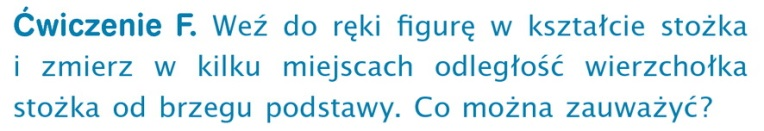 Ćwiczenie F. Weź do ręki figurę w kształcie stożka
i zmierz w kilku miejscach odległość wierzchołka
stożka od brzegu podstawy. Co można zauważyć?